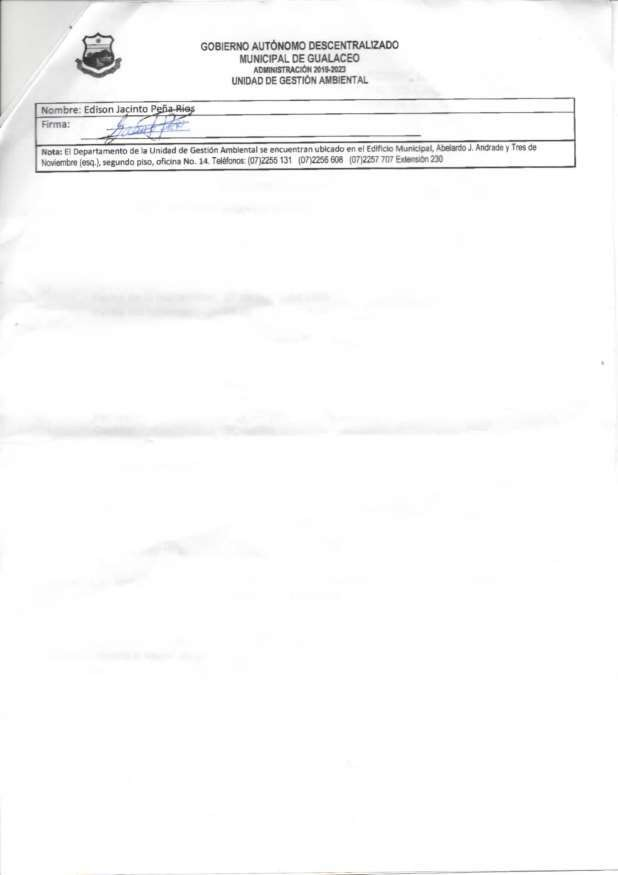 GOBIERNO AUTÓNOMO DESCENTRALIZADO
MUNICIPAL DE GUALACEO
ADMINISTRACIÓN 2019-2023
UNIDAD DE GESTIÓN AMBIENTAL
Nombre: Edison Jacinto Peña Rios
Firma:
Nota: El Departamento de la Unidad de Gestión Ambiental se encuentran ubicado en el Edificio Municipal, Abelardo J. Andrade y Tres de
Noviembre (esq.), segundo piso, oficina No. 14. Teléfonos: (07)2255 131 (07)2256 608 (07)2257 707 Extensión 230